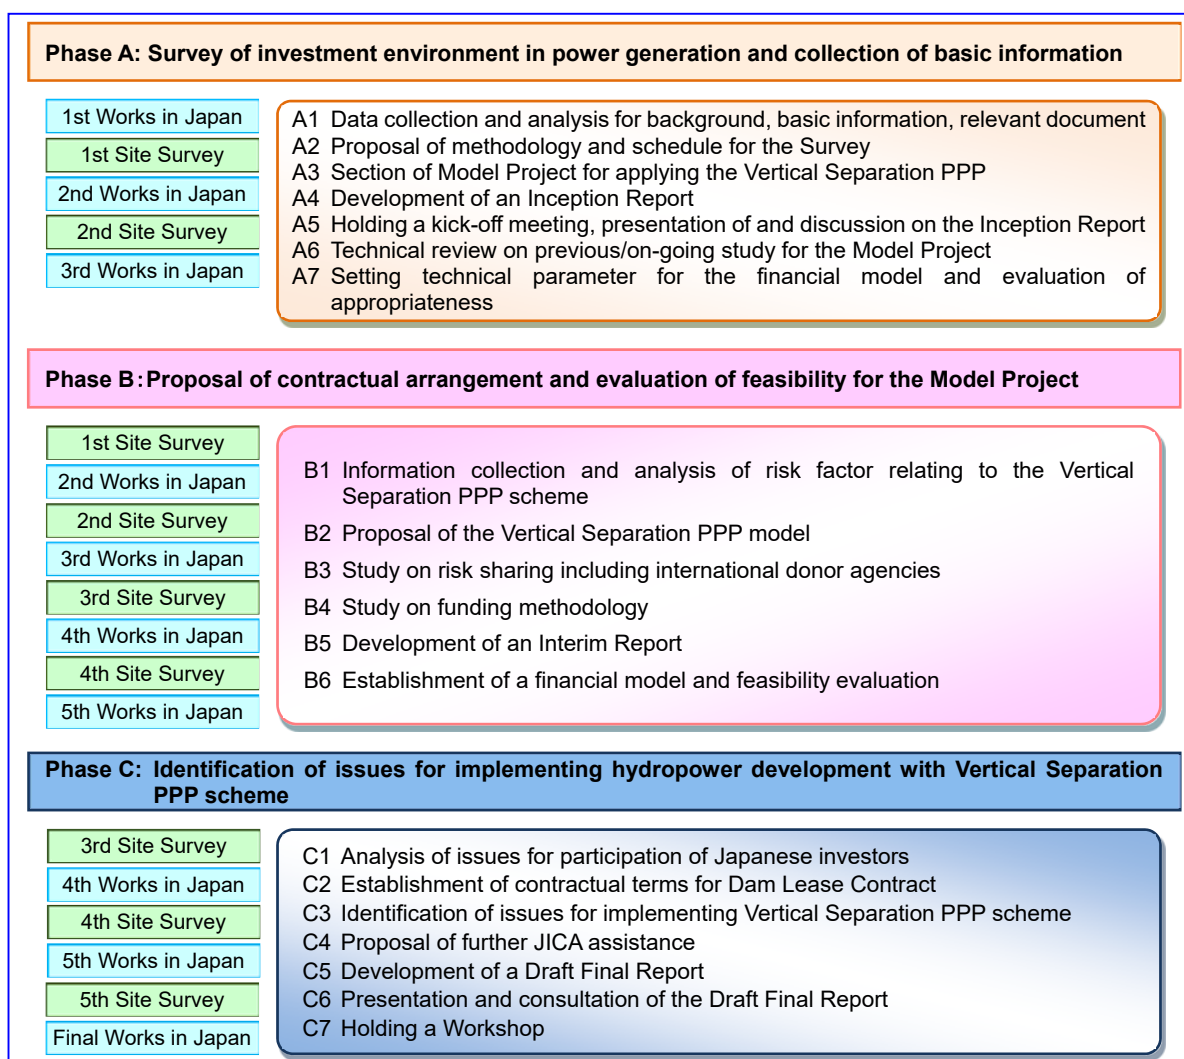 Phase A: Survey of investment environment in power generation and collection of basic information
1st Works in Japan
1st Site Survey
2nd Works in Japan
2nd Site Survey
3rd Works in Japan
A1 Data collection and analysis for background, basic information, relevant document
A2 Proposal of methodology and schedule for the Survey
A3 Section of Model Project for applying the Vertical Separation PPP
A4 Development of an Inception Report
A5 Holding a kick-off meeting, presentation of and discussion on the Inception Report
A6 Technical review on previous/on-going study for the Model Project
A7 Setting technical parameter for the financial model and evaluation of
appropriateness
Phase B: Proposal of contractual arrangement and evaluation of feasibility for the Model Project
1st Site Survey
2nd Works in Japan
2nd Site Survey
3rd Works in Japan
3rd Site Survey
4th Works in Japan
4th Site Survey
5th Works in Japan
B1 Information collection and analysis of risk factor relating to the Vertical
Separation PPP scheme
B2 Proposal of the Vertical Separation PPP model
B3 Study on risk sharing including international donor agencies
B4 Study on funding methodology
B5 Development of an Interim Report
B6 Establishment of a financial model and feasibility evaluation
Phase C: Identification of issues for implementing hydropower development with Vertical Separation
PPP scheme
3rd Site Survey
4th Works in Japan
4th Site Survey
5th Works in Japan
5th Site Survey
Final Works in Japan
C1 Analysis of issues for participation of Japanese investors
C2 Establishment of contractual terms for Dam Lease Contract
C3 Identification of issues for implementing Vertical Separation PPP scheme
C4 Proposal of further JICA assistance
C5 Development of a Draft Final Report
C6 Presentation and consultation of the Draft Final Report
C7 Holding a Workshop